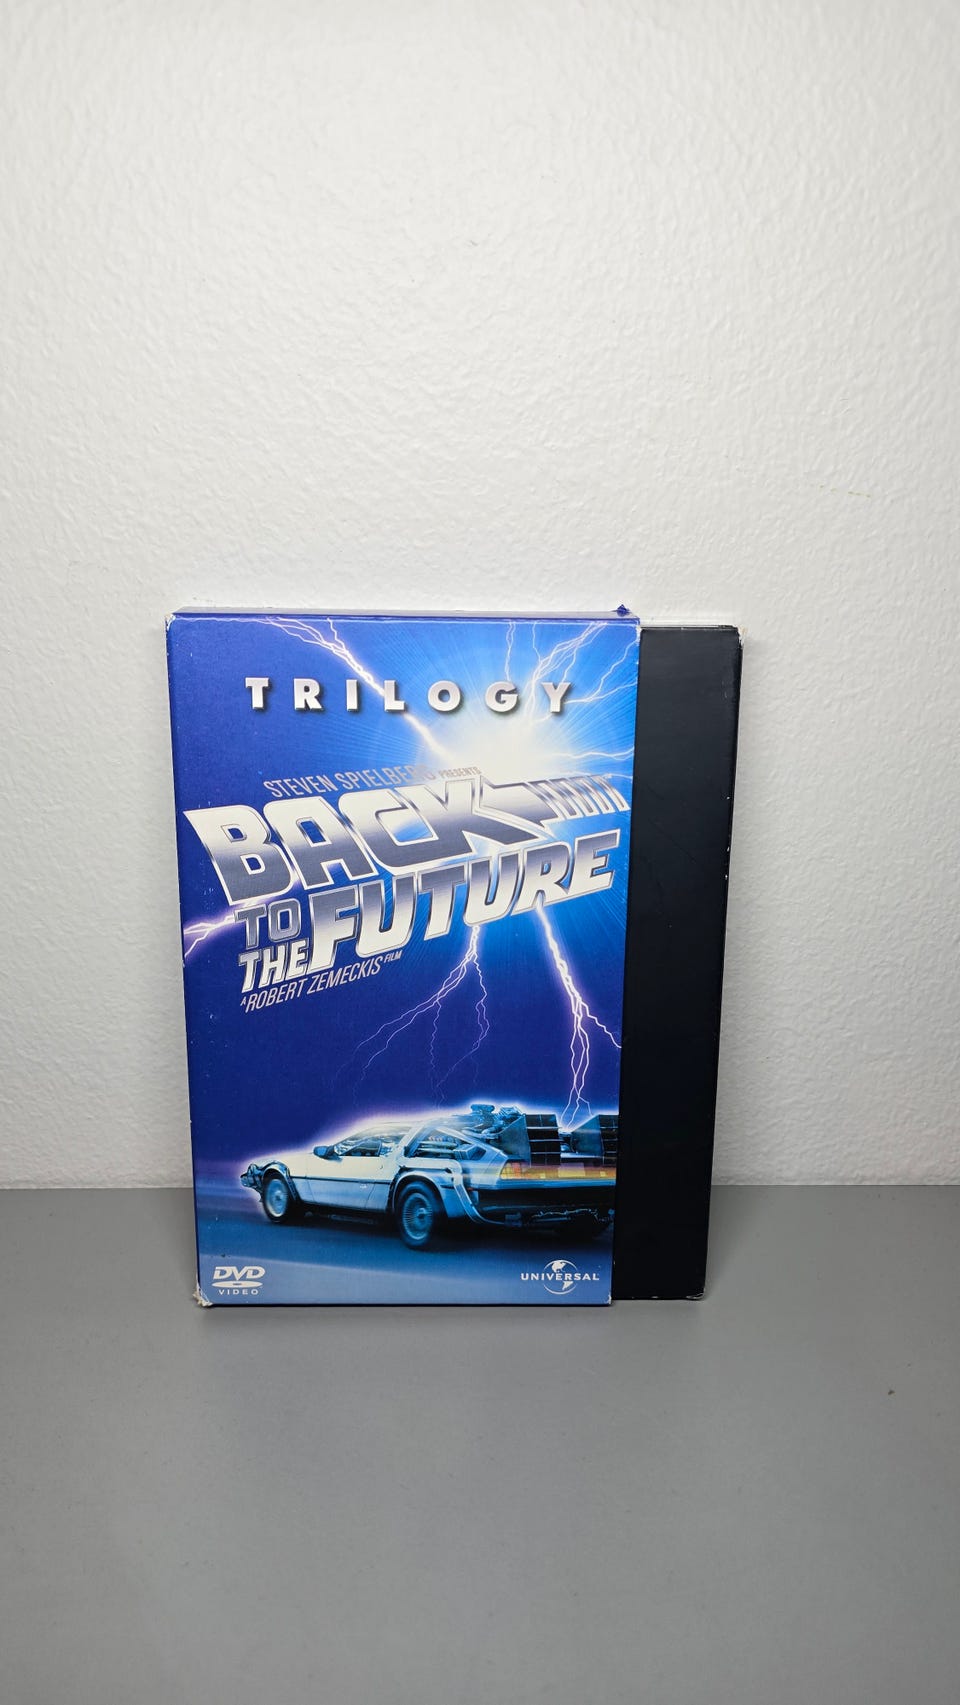 TRILOGY
STEVEN SPIELBERG PRESENTS
BACK
TO THE FUTURE
A ROBERT ZEMECKIS FILM
DVD
VIDEO
UNIVERSAL